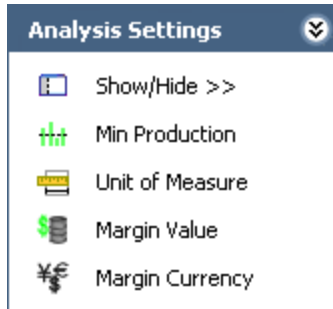 Analysis Settings
Show/Hide >>
Min Production
Unit of Measure
Margin Value
Margin Currency